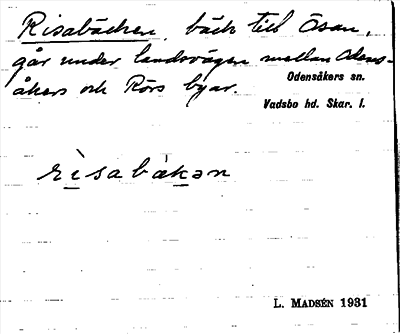 Risabäcken, bäck till Ösan,
går under landsvägen mellan Odens-
åkers och Rörs byar.
Odensåkers sn.
Vadsbo hd. Skar. l.
rìsabàkən
L. MADSÉN 1931